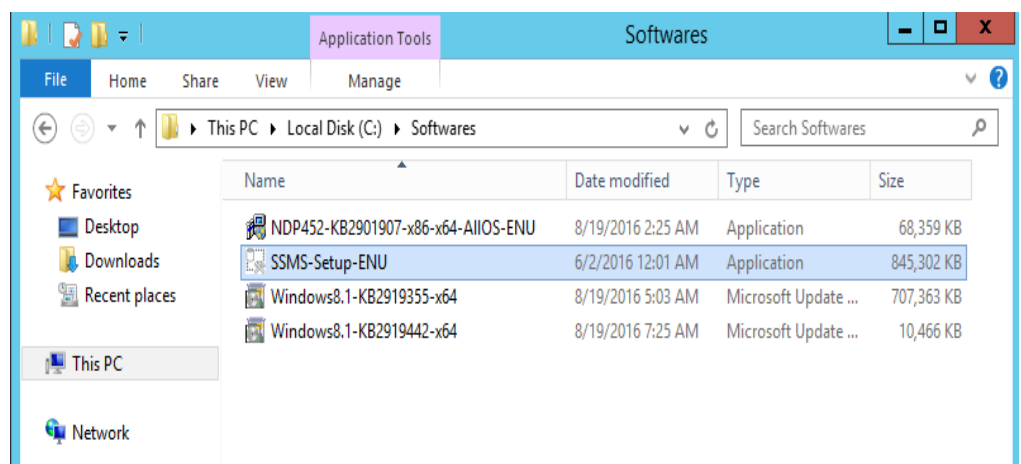 Application Tools Softwares
File Home Share View Manage
This PC Local Disk (C:) Softwares Search Softwares
Name Date modified Type Size
Favorites
Desktop NDP452-KB2901907-x86-x64-AllOS-ENU 8/19/2016 2:25 AM Application 68,359 KB
Downloads SSMS-Setup-ENU 6/2/2016 12:01 AM Application 845,302 KB
Recent places Windows8.1-KB2919355-x64 8/19/2016 5:03 AM Microsoft Update ... 707,363 KB
Windows8.1-KB2919442-x64 8/19/2016 7:25 AM Microsoft Update ... 10,466 KB
This PC
Network